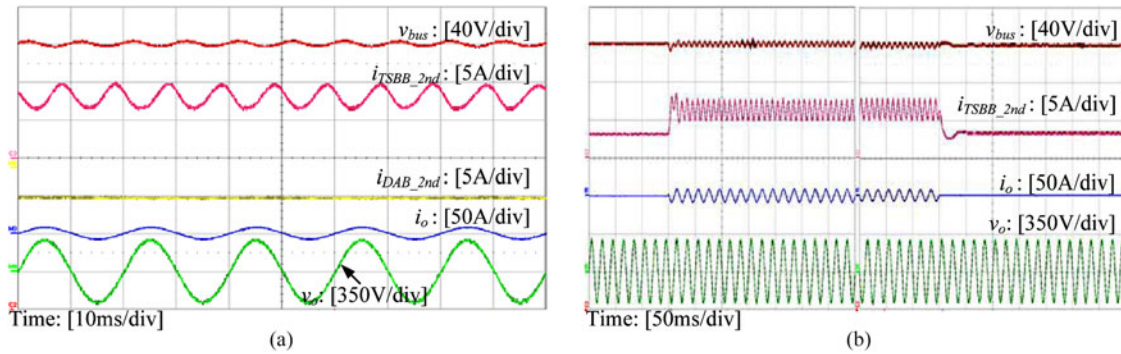 v_bus : [40V/div]
i_TSBB_2nd : [5A/div]
i_DAB_2nd : [5A/div]
i_o : [50A/div]
v_o: [350V/div]
Time: [10ms/div]
(a)
v_bus : [40V/div]
i_TSBB_2nd : [5A/div]
i_o : [50A/div]
v_o: [350V/div]
Time: [50ms/div]
(b)